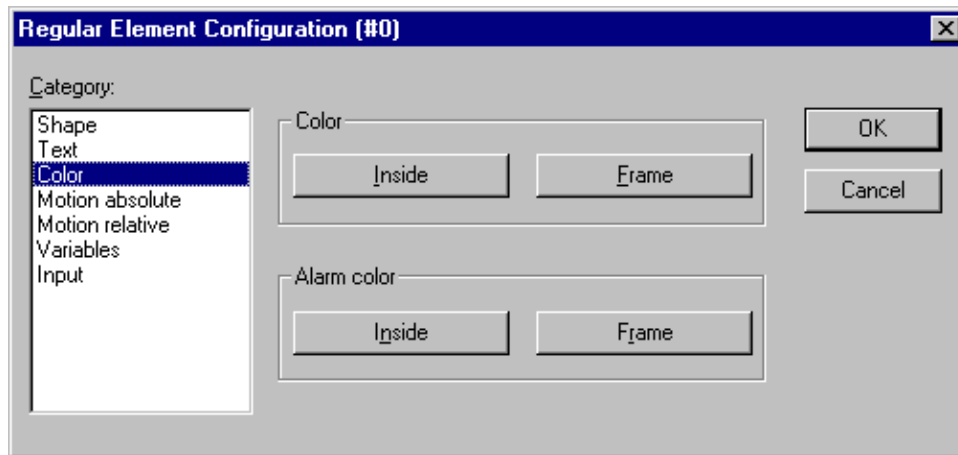 Regular Element Configuration (#0)
Category:
Shape
Text
Color
Motion absolute
Motion relative
Variables
Input
Color
Inside
Frame
Alarm color
Inside
Frame
OK
Cancel